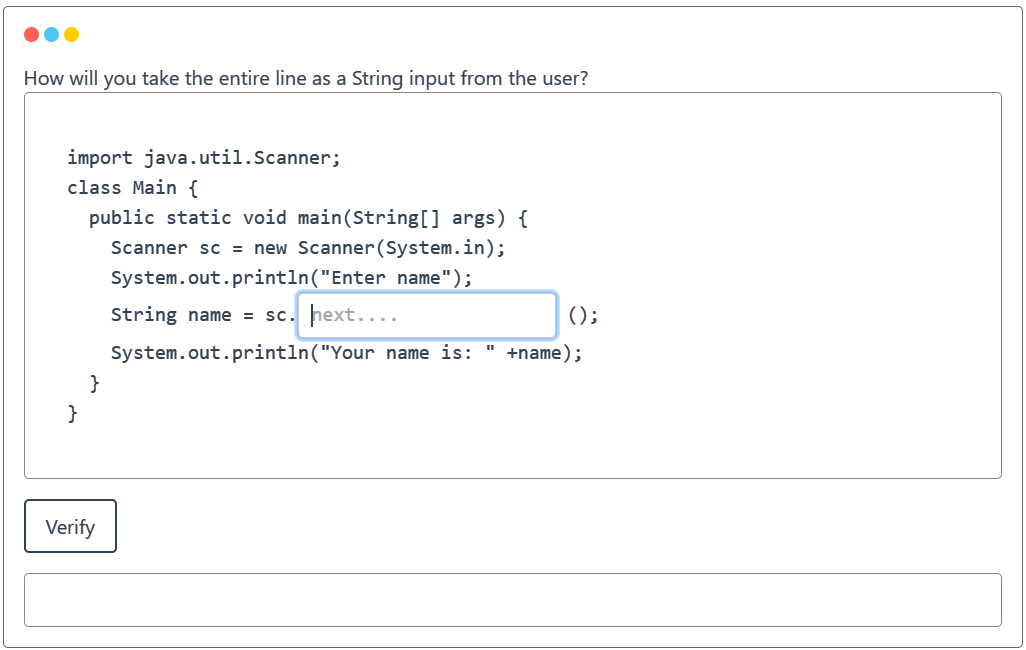 How will you take the entire line as a String input from the user?
import java.util.Scanner;
class Main {
  public static void main(String[] args) {
    Scanner sc = new Scanner(System.in);
    System.out.println("Enter name");
    String name = sc. next.... ();
    System.out.println("Your name is: " +name);
  }
}
Verify